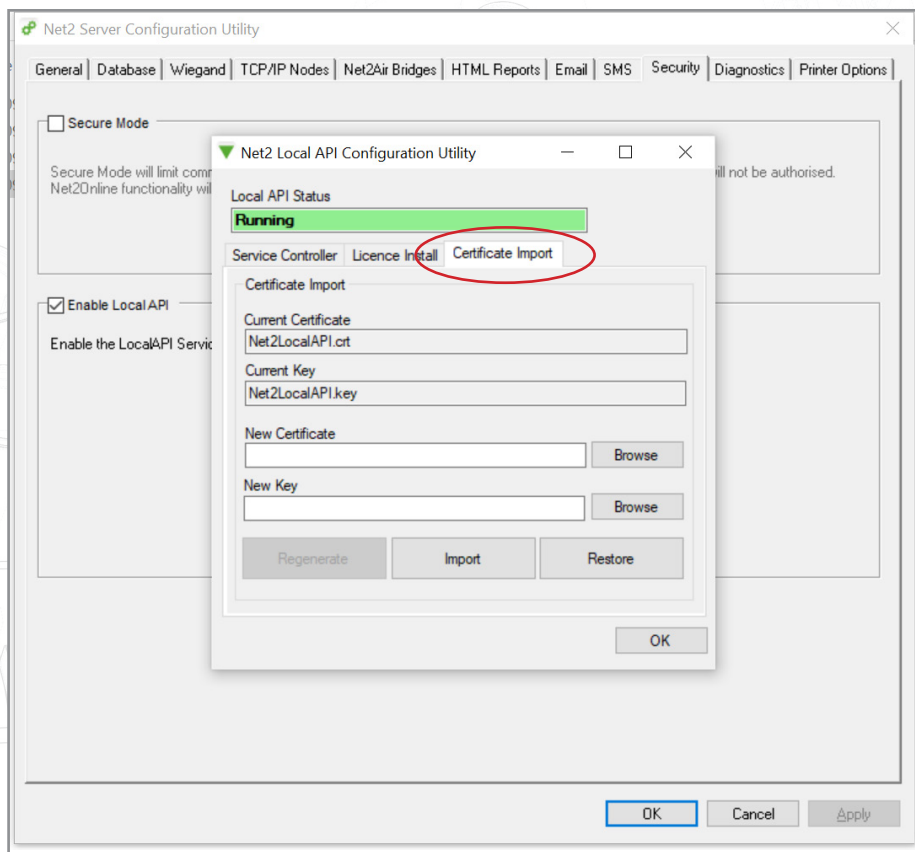 Net2 Server Configuration Utility
General Database Wiegand TCP/IP Nodes Net2Air Bridges HTML Reports Email SMS Security Diagnostics Printer Options
Secure Mode
Secure Mode will limit comm
ill not be authorised.
Net2Online functionality wil
Net2 Local API Configuration Utility
Local API Status
Running
Service Controller Licence Install Certificate Import
Certificate Import
Enable Local API
Current Certificate
Net2LocalAPI.crt
Enable the LocalAPI Servic
Current Key
Net2LocalAPI.key
New Certificate
Browse
New Key
Browse
Regenerate Import Restore
OK
OK Cancel Apply